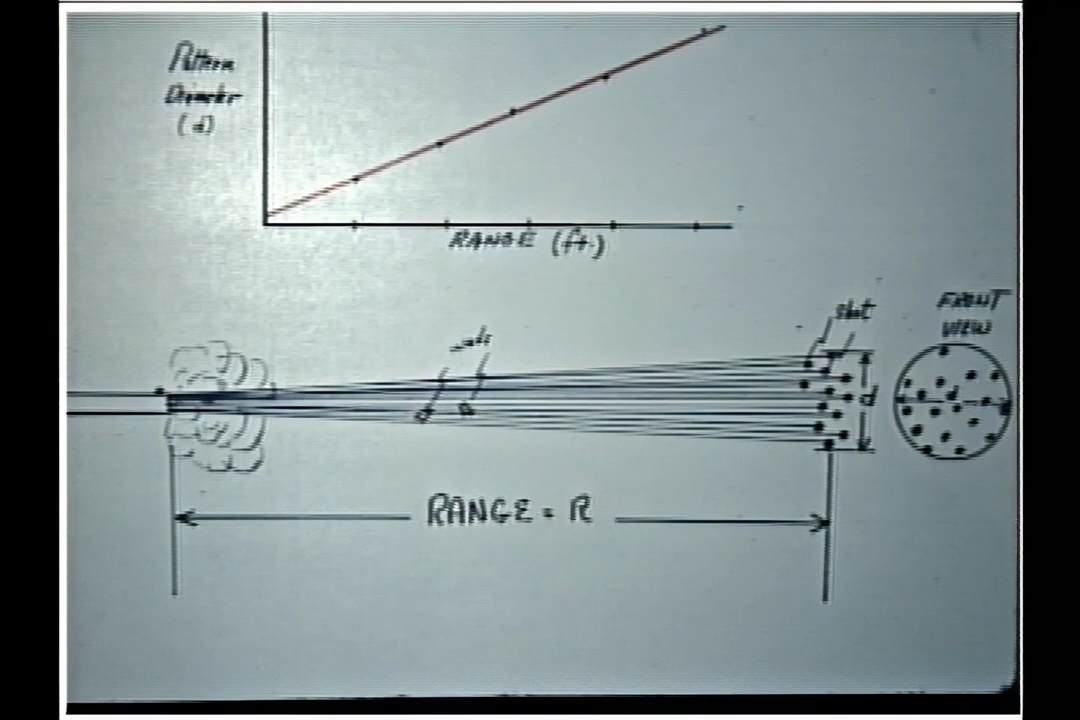 Pattern
Diameter
(d)
RANGE (ft.)
shot
FRONT
VIEW
d
d
RANGE = R